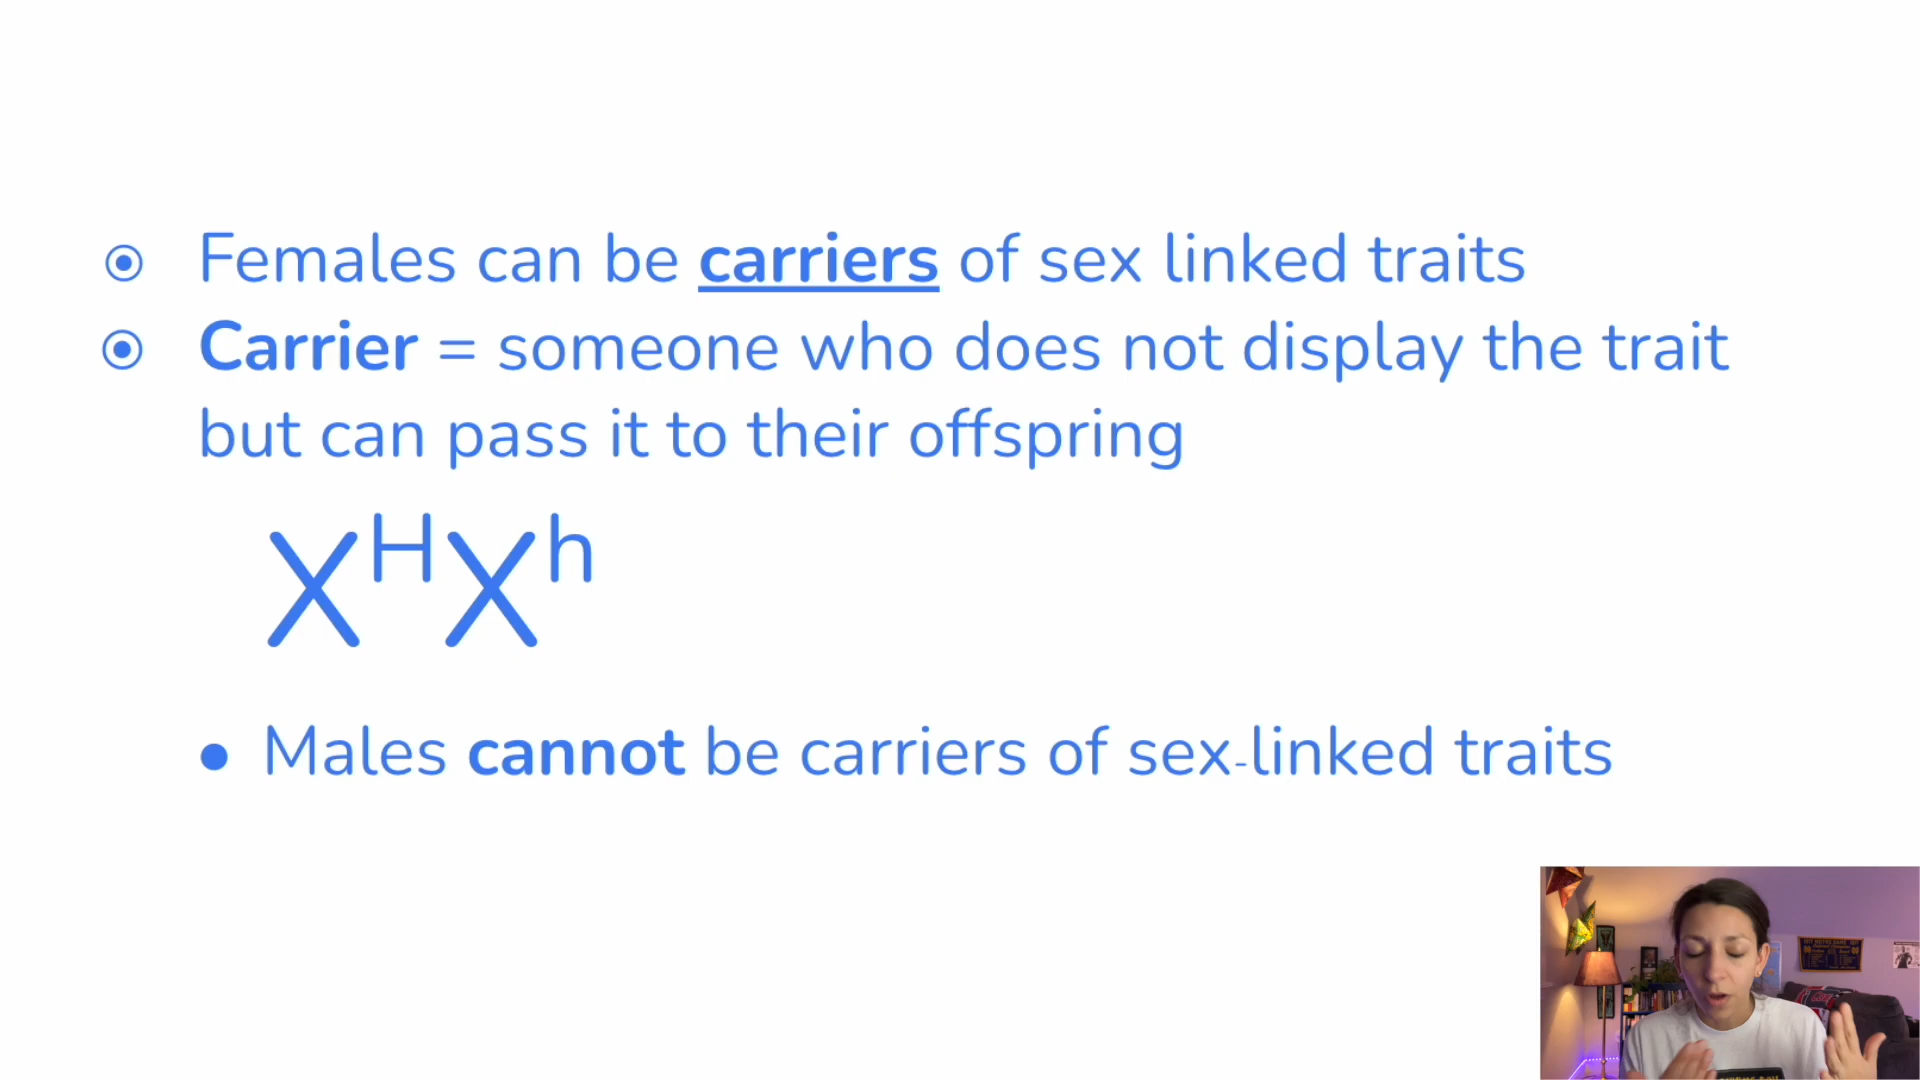 Females can be carriers of sex linked traits
Carrier = someone who does not display the trait
but can pass it to their offspring
XᴴXʰ
Males cannot be carriers of sex-linked traits